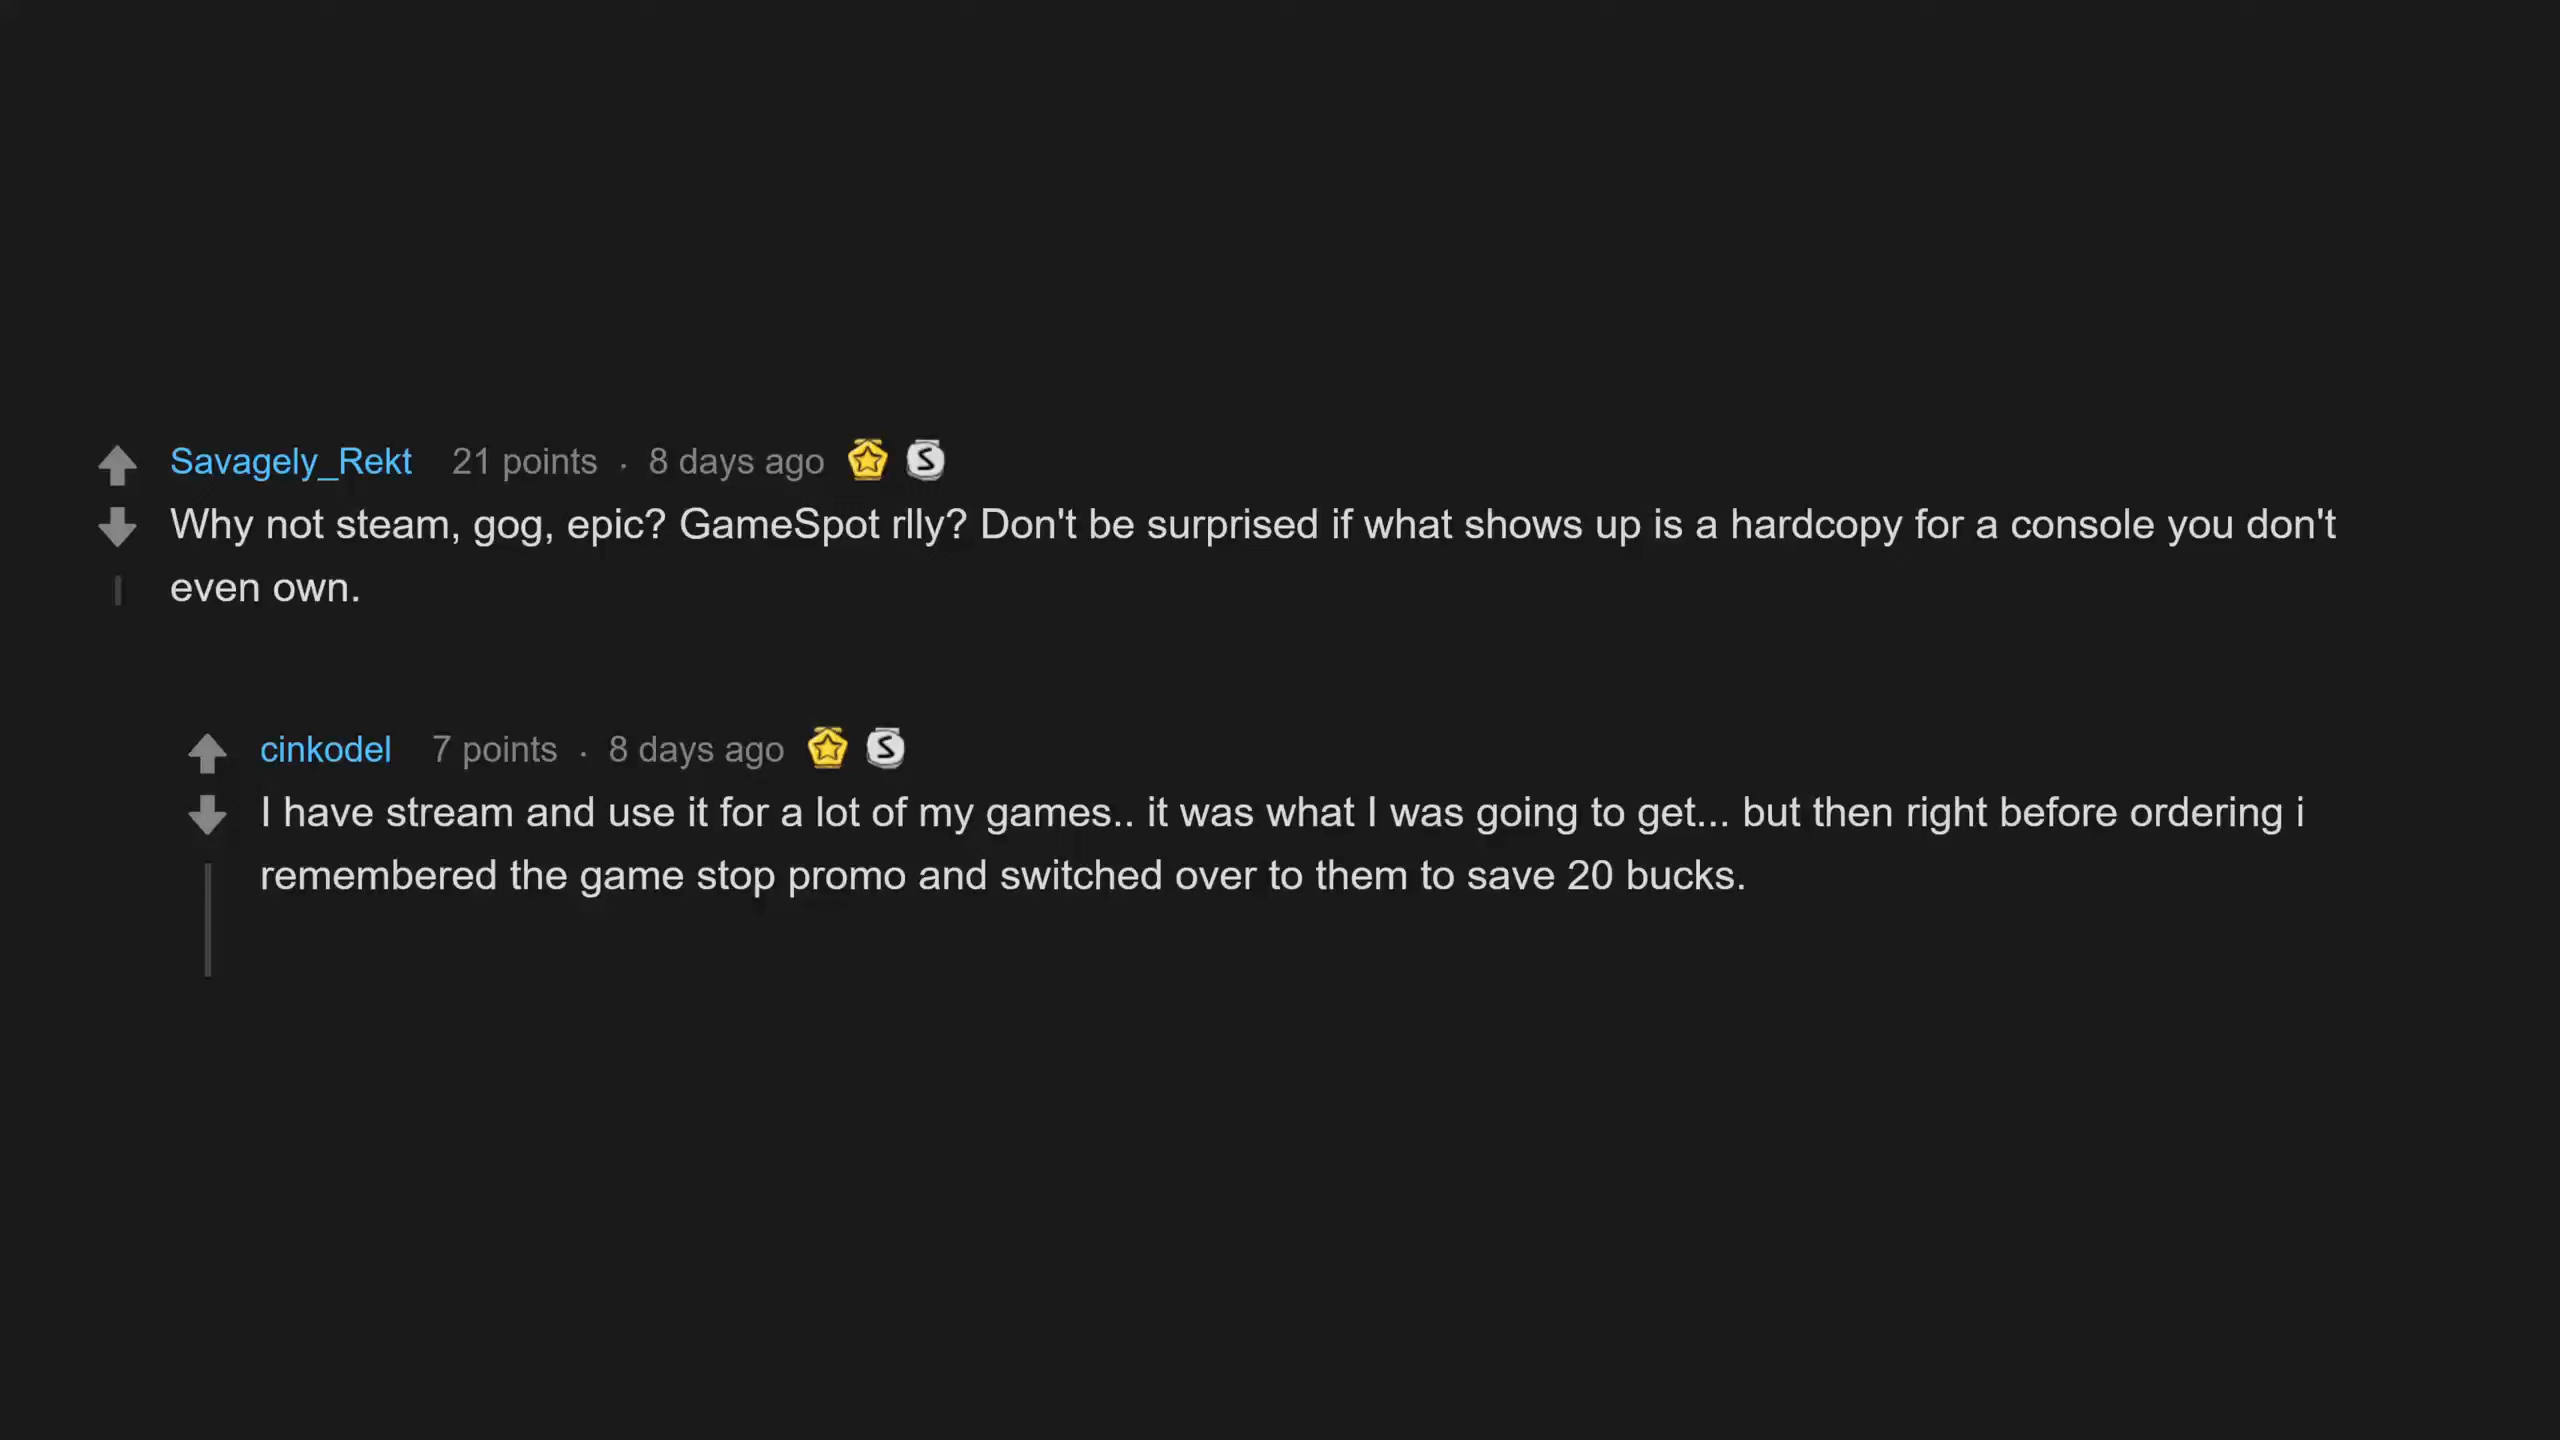 Savagely_Rekt 21 points · 8 days ago
Why not steam, gog, epic? GameSpot rlly? Don't be surprised if what shows up is a hardcopy for a console you don't
even own.
cinkodel 7 points · 8 days ago
I have stream and use it for a lot of my games.. it was what I was going to get... but then right before ordering i
remembered the game stop promo and switched over to them to save 20 bucks.